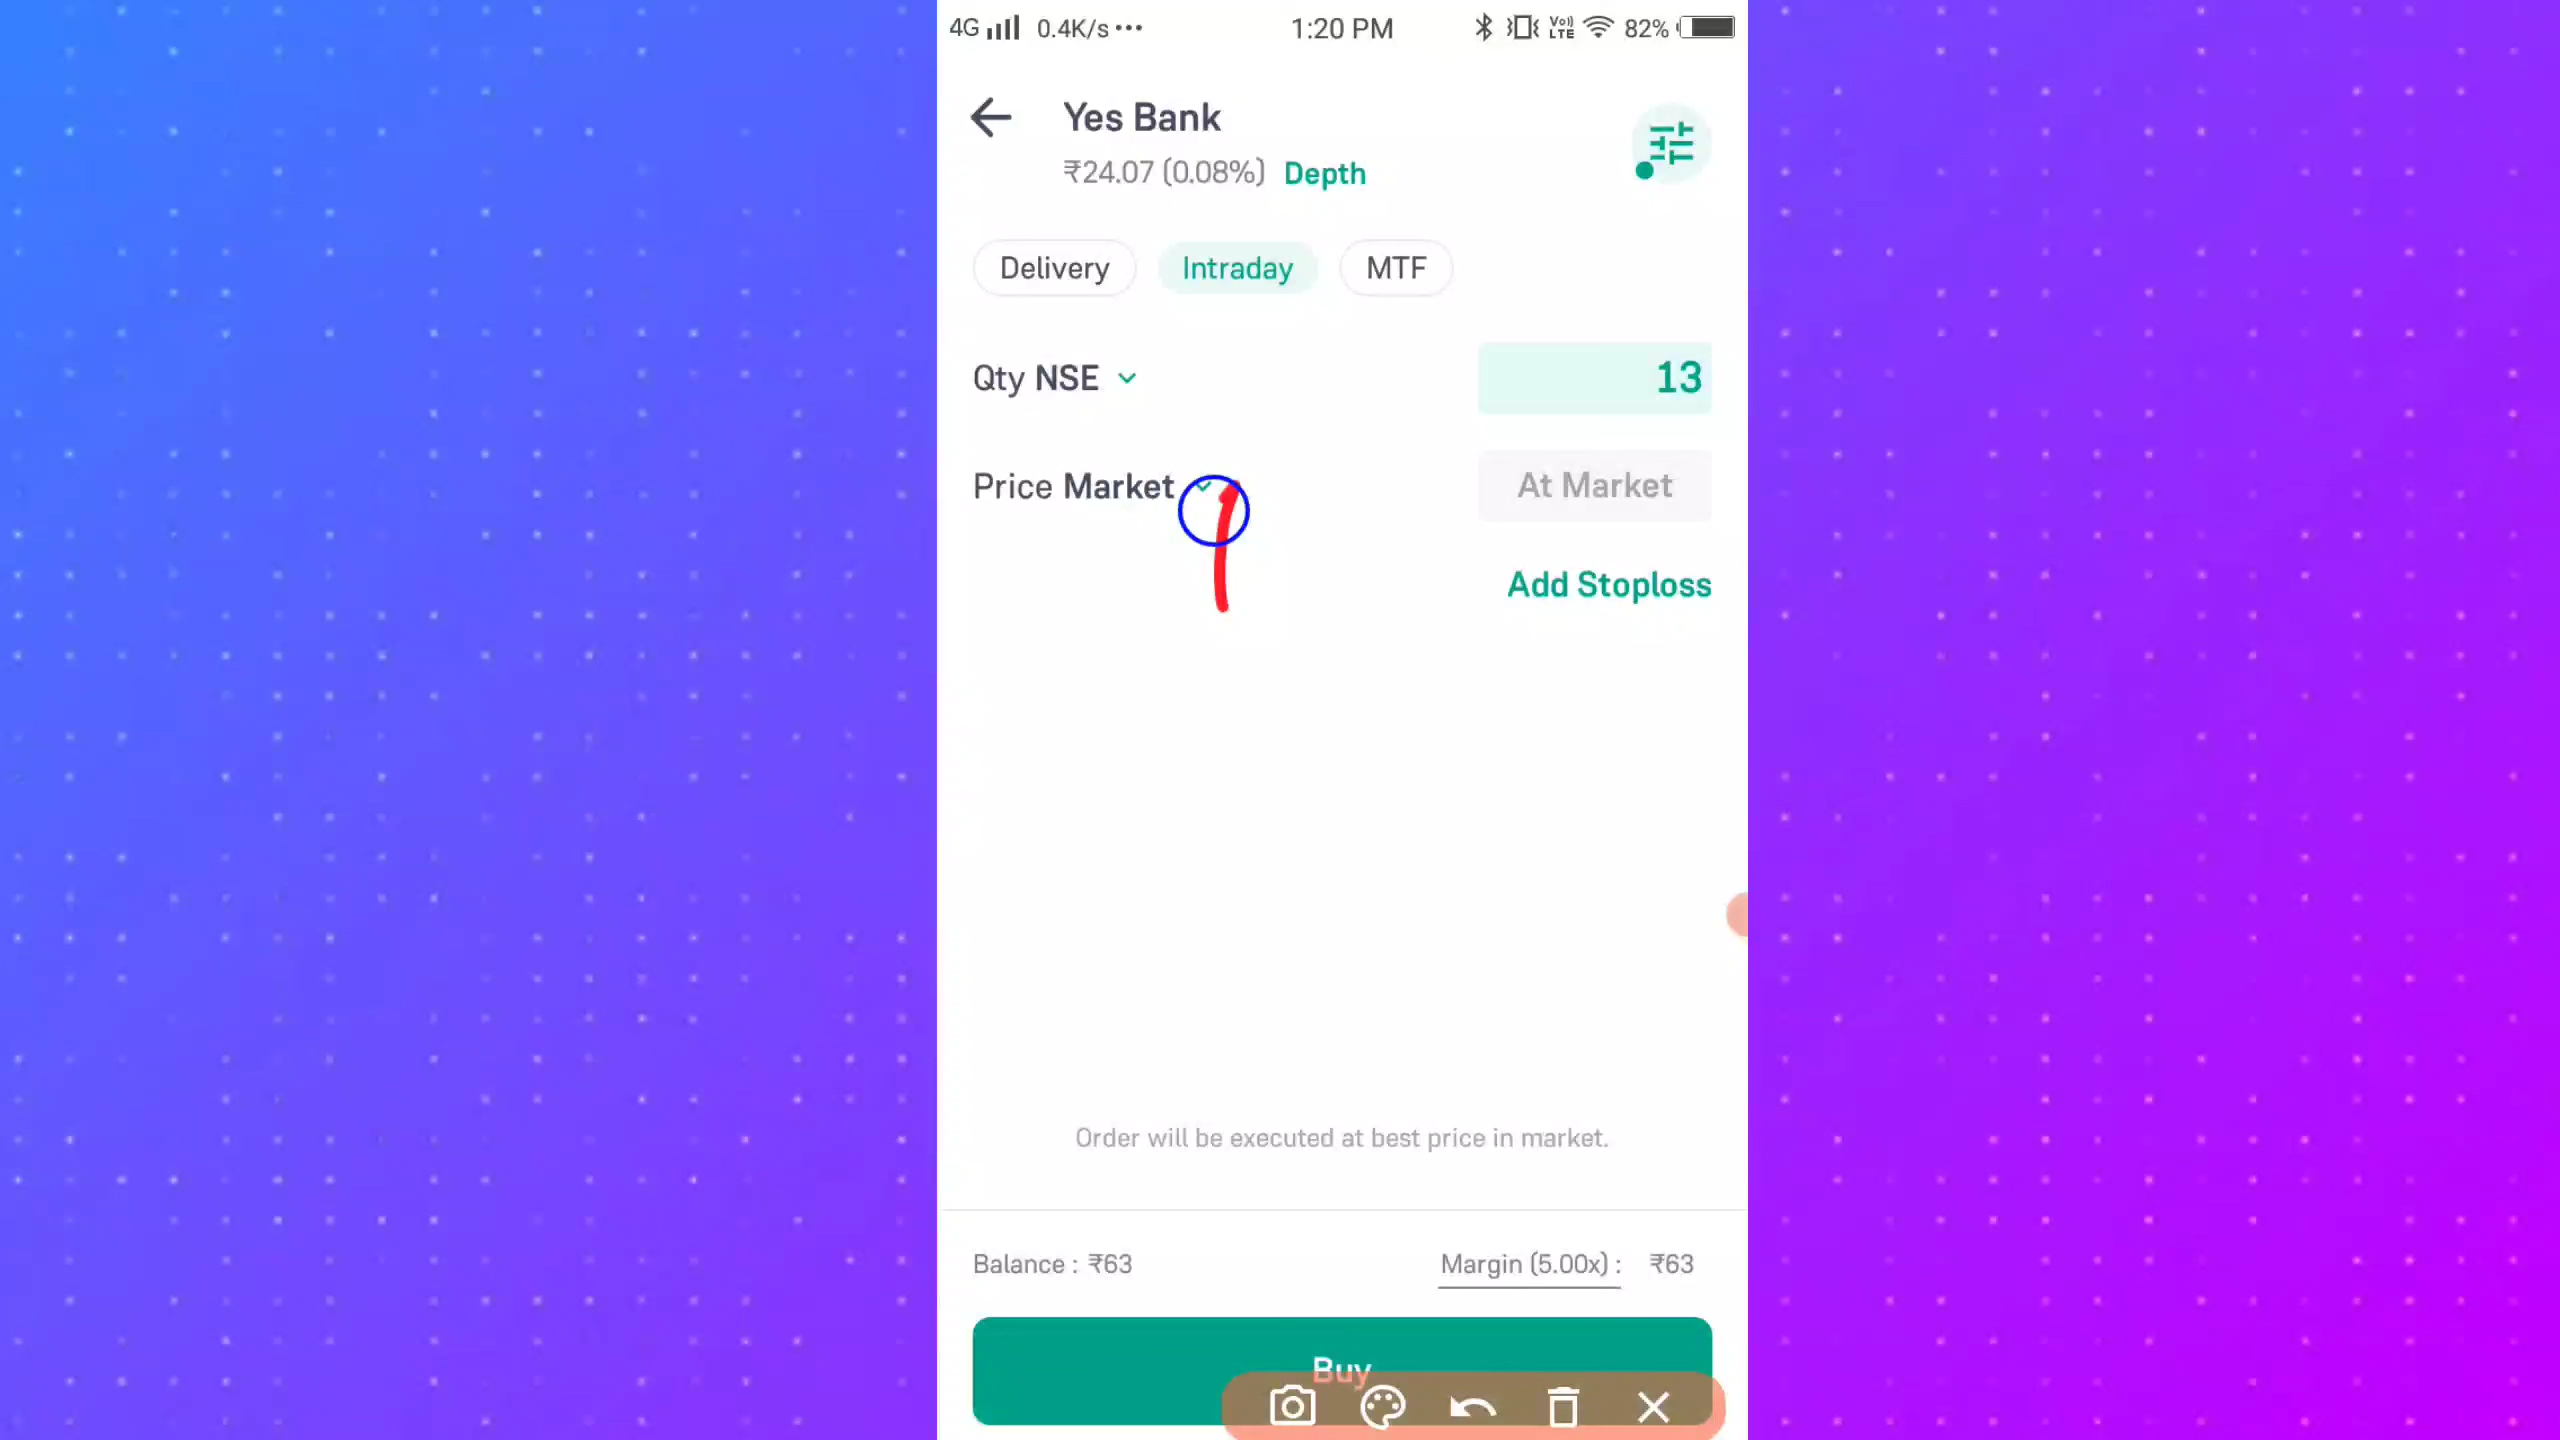 4G 0.4K/s ... 1:20 PM Vo) LTE 82%
Yes Bank
₹24.07 (0.08%) Depth
Delivery Intraday MTF
Qty NSE 13
Price Market At Market
Add Stoploss
Order will be executed at best price in market.
Balance : ₹63 Margin (5.00x) : ₹63
Buy